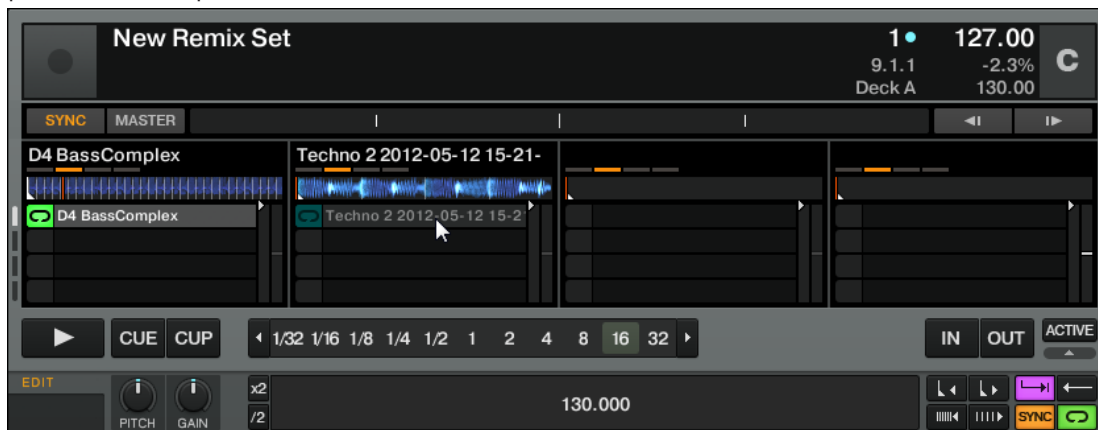 New Remix Set
1
127.00
9.1.1
-2.3%
C
Deck A
130.00
SYNC MASTER
D4 BassComplex
Techno 2 2012-05-12 15-21-
D4 BassComplex
Techno 2 2012-05-12 15-2
CUE CUP
1/32 1/16 1/8 1/4 1/2 1 2 4 8 16 32
IN OUT
ACTIVE
EDIT
x2
130.000
PITCH GAIN
/2
SYNC